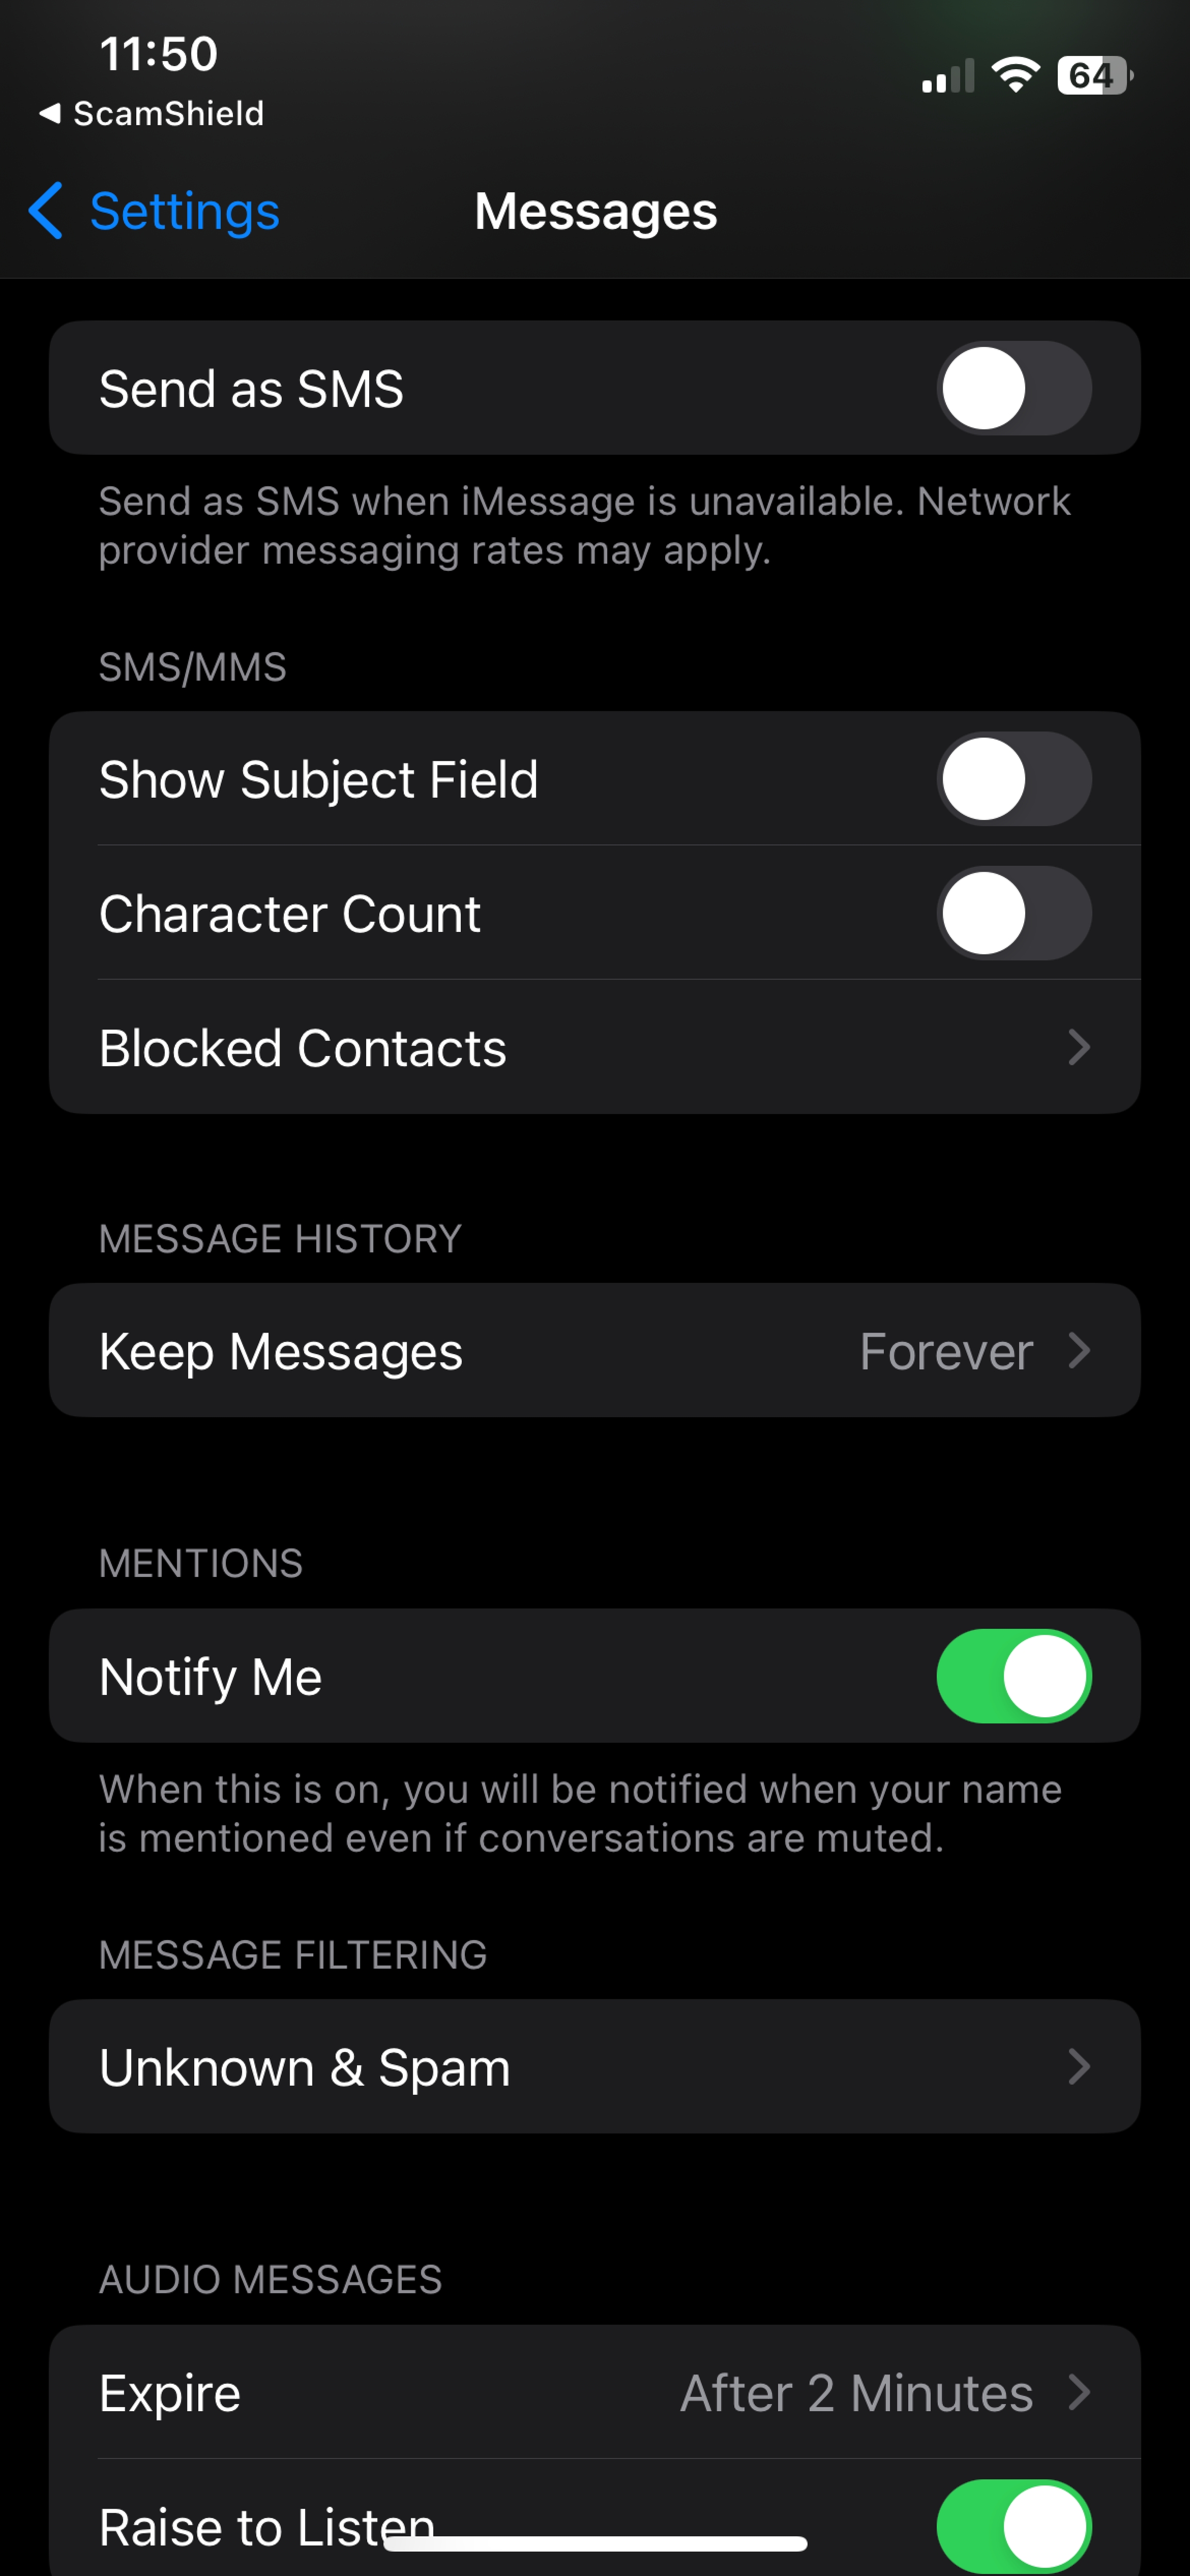 11:50
64
ScamShield
Settings
Messages
Send as SMS
Send as SMS when iMessage is unavailable. Network
provider messaging rates may apply.
SMS/MMS
Show Subject Field
Character Count
Blocked Contacts
MESSAGE HISTORY
Keep Messages Forever
MENTIONS
Notify Me
When this is on, you will be notified when your name
is mentioned even if conversations are muted.
MESSAGE FILTERING
Unknown & Spam
AUDIO MESSAGES
Expire After 2 Minutes
Raise to Listen